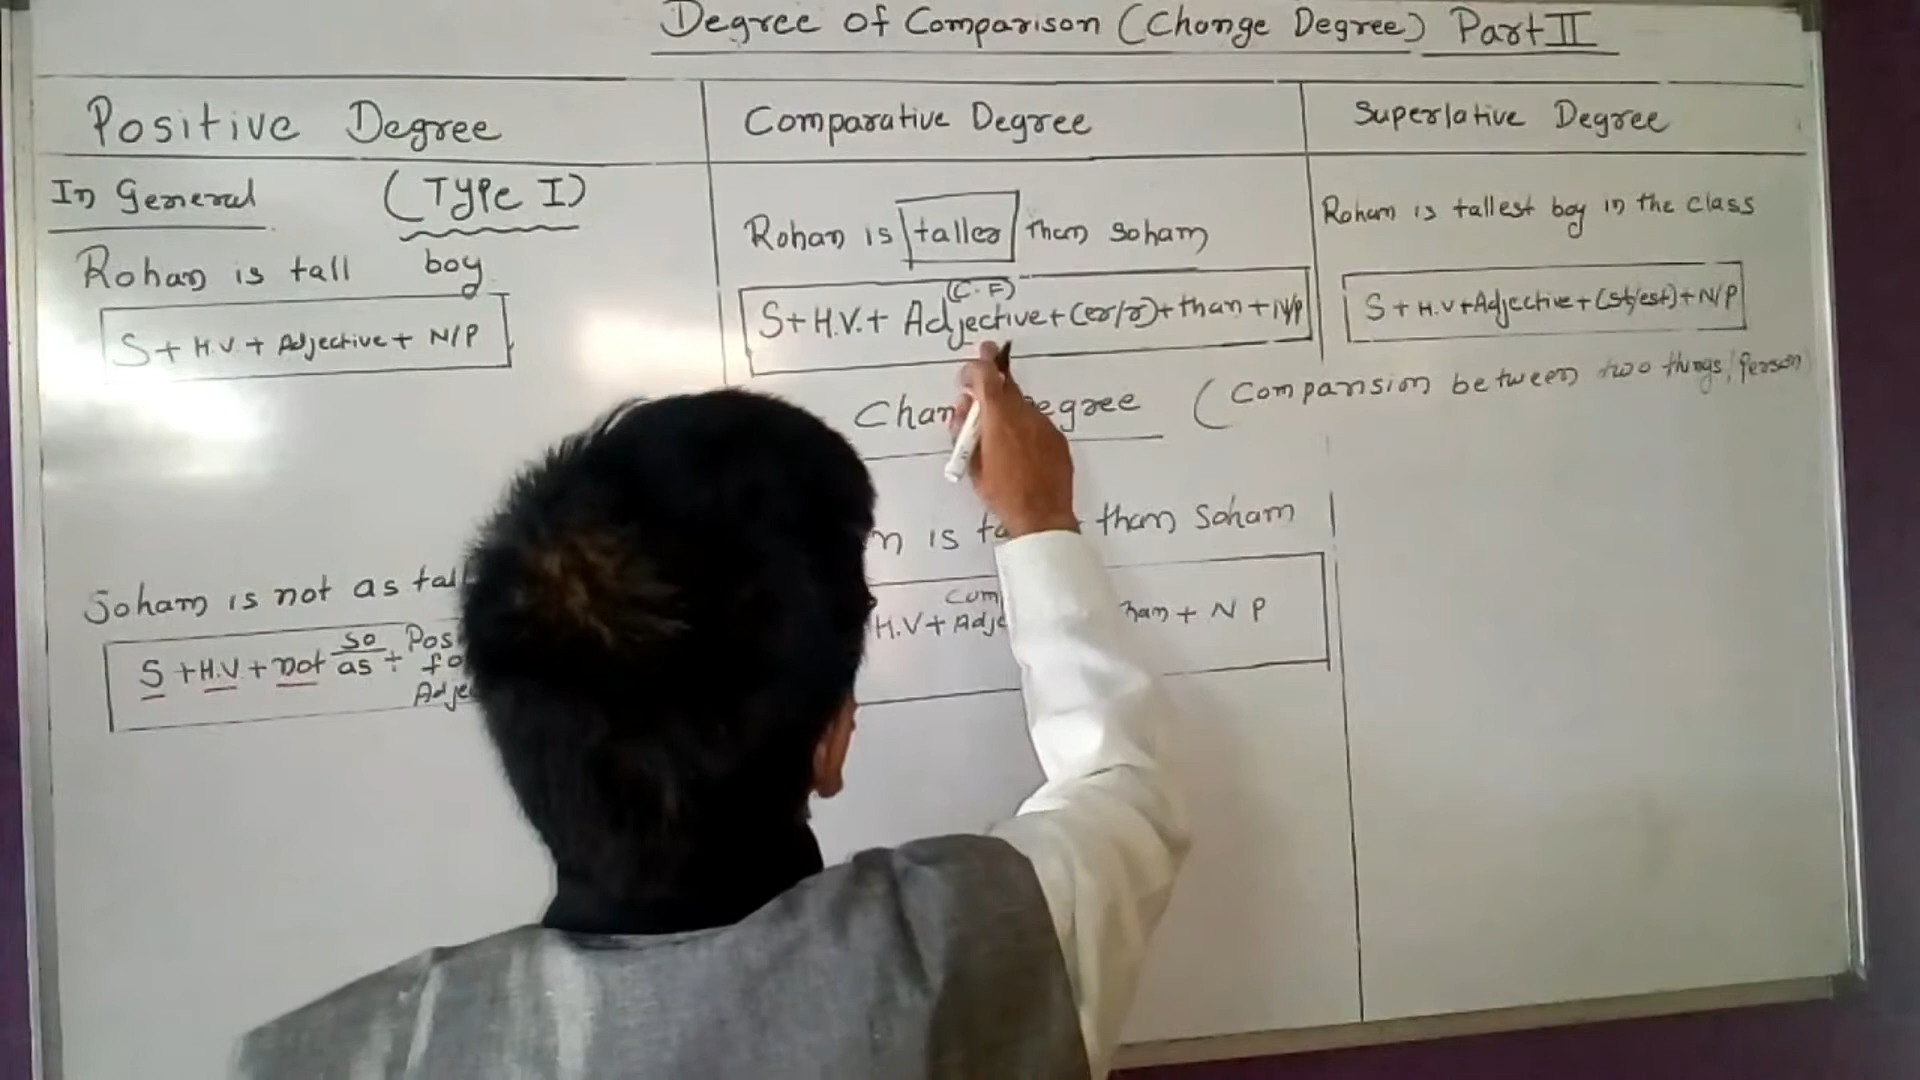 Degree of Comparison (Change Degree) Part II
Positive Degree
Comparative Degree
Superlative Degree
In General (Type I)
Rohan is tall boy
S + H.V. + Adjective + N/P
Rohan is taller than Soham
(C.F)
S + H.V. + Adjective + (er/r) + than + N/P
Rohan is tallest boy in the class
S + H.V + Adjective + (st/est) + N/P
(Comparision between two things/Person)
Soham is not as tall
than Soham
so
S + H.V + not as +
H.V +
+ N P